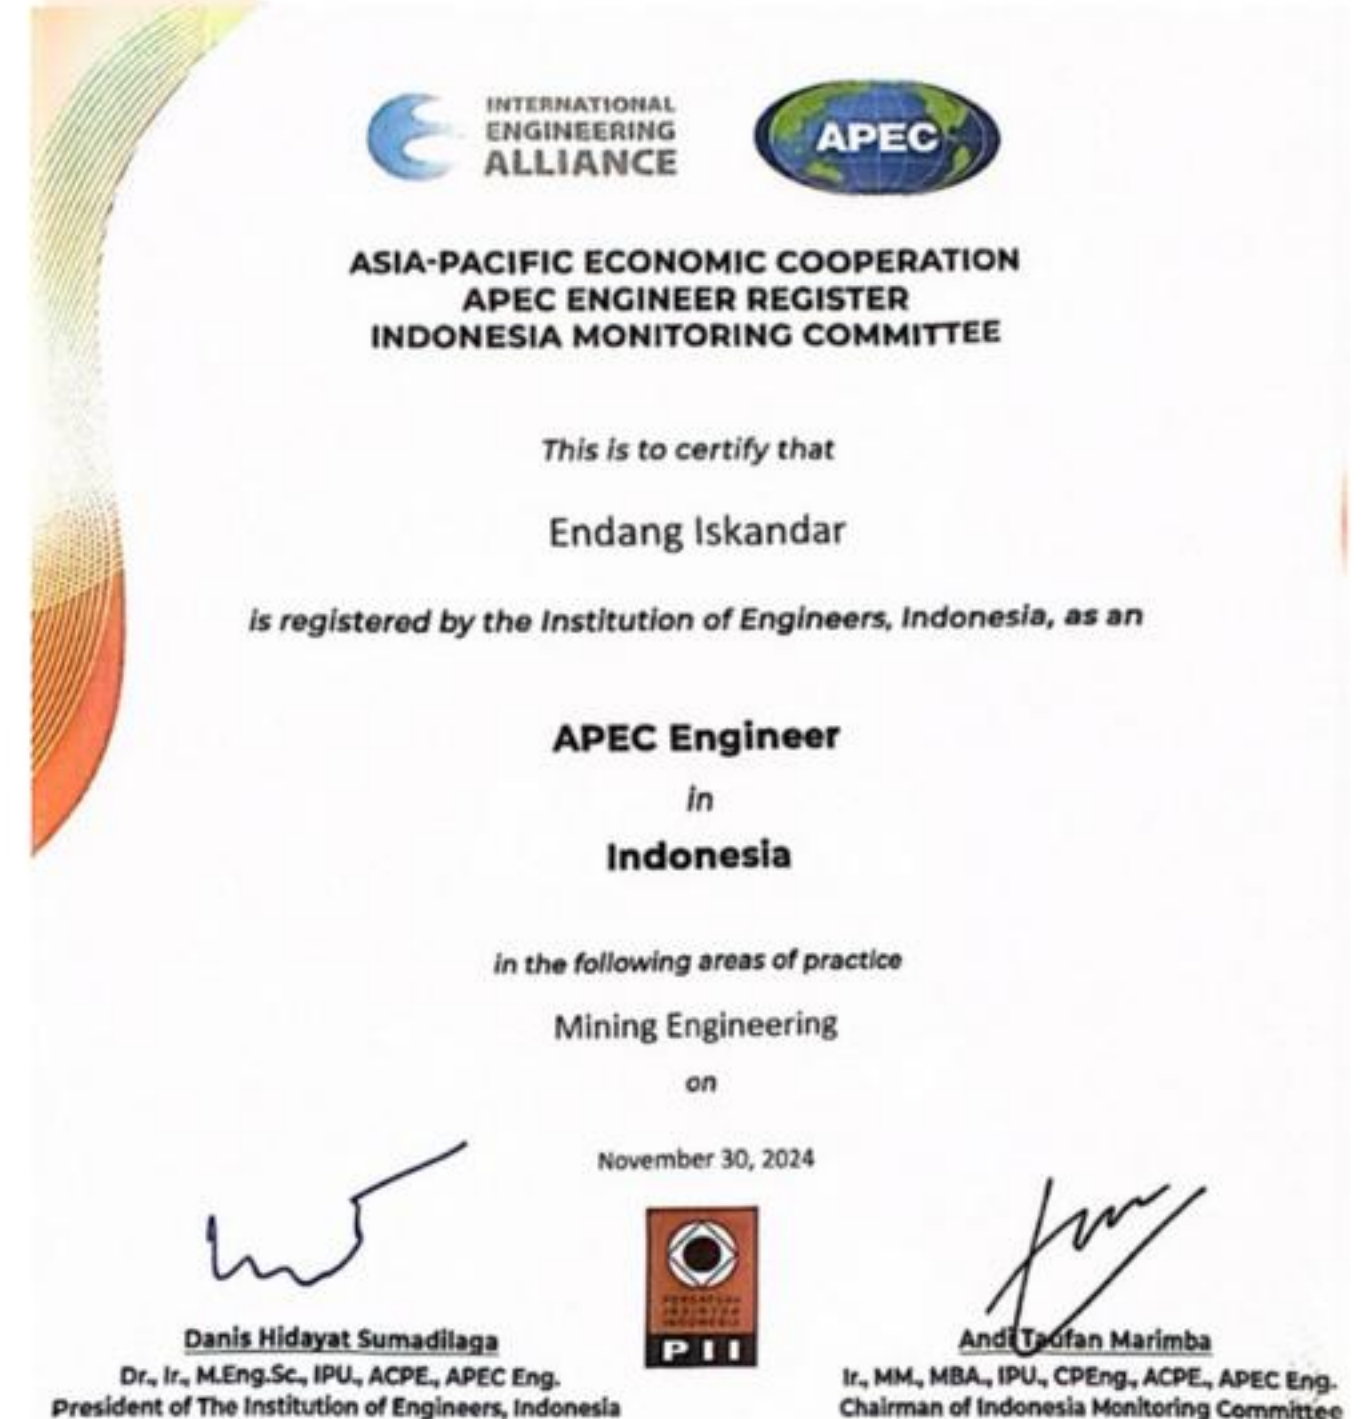 INTERNATIONAL
ENGINEERING
ALLIANCE
APEC
ASIA-PACIFIC ECONOMIC COOPERATION
APEC ENGINEER REGISTER
INDONESIA MONITORING COMMITTEE
This is to certify that
Endang Iskandar
is registered by the Institution of Engineers, Indonesia, as an
APEC Engineer
in
Indonesia
in the following areas of practice
Mining Engineering
on
November 30, 2024
PERSATUAN
INSINYUR
INDONESIA
PII
Danis Hidayat Sumadilaga
Dr., Ir., M.Eng.Sc., IPU., ACPE., APEC Eng.
President of The Institution of Engineers, Indonesia
Andi Taufan Marimba
Ir., MM., MBA., IPU., CPEng., ACPE., APEC Eng.
Chairman of Indonesia Monitoring Committee